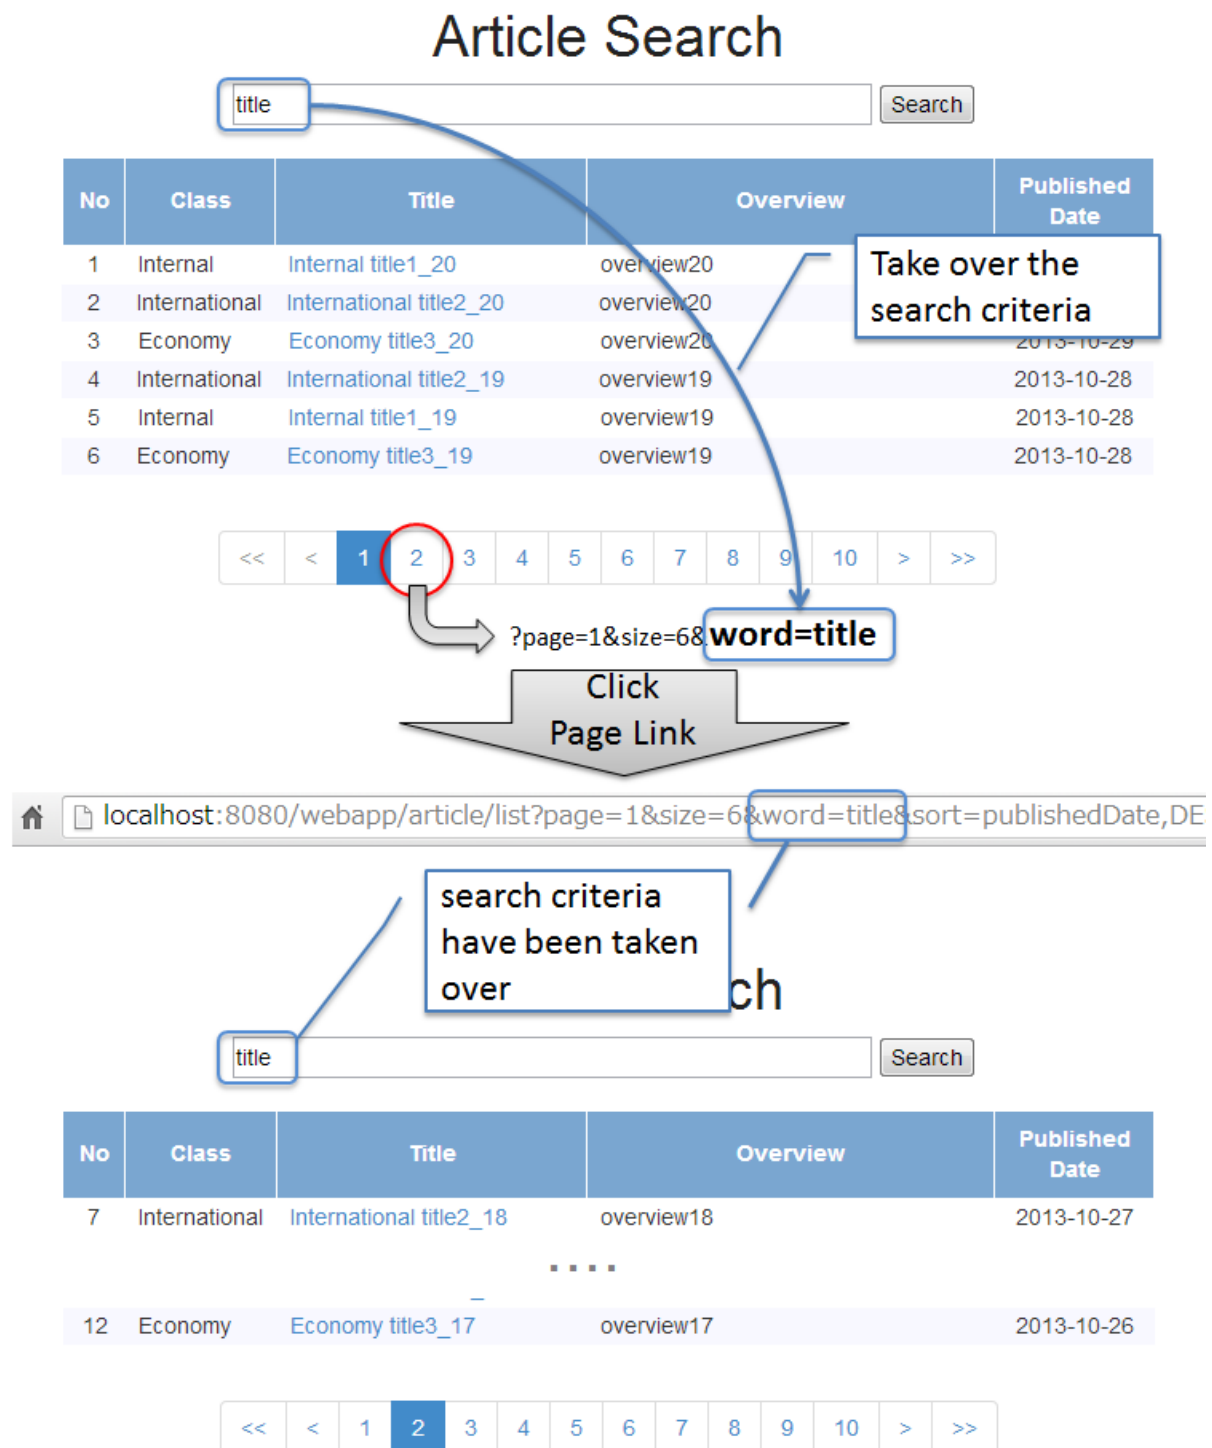 Article Search
title Search
No Class Title Overview Published Date
1 Internal Internal title1_20 overview20
2 International International title2_20 overview20
3 Economy Economy title3_20 overview20 2013-10-29
4 International International title2_19 overview19 2013-10-28
5 Internal Internal title1_19 overview19 2013-10-28
6 Economy Economy title3_19 overview19 2013-10-28
Take over the
search criteria
<< < 1 2 3 4 5 6 7 8 9 10 > >>
?page=1&size=6&word=title
Click
Page Link
localhost:8080/webapp/article/list?page=1&size=6&word=title&sort=publishedDate,DE
search criteria
have been taken
over
ch
title Search
No Class Title Overview Published Date
7 International International title2_18 overview18 2013-10-27
....
12 Economy Economy title3_17 overview17 2013-10-26
<< < 1 2 3 4 5 6 7 8 9 10 > >>